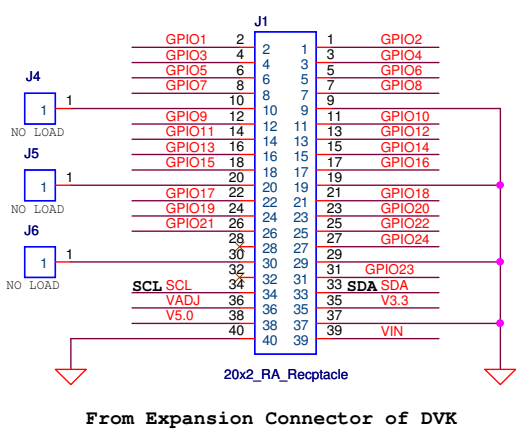 J1
GPIO1 2 2 1 1 GPIO2
GPIO3 4 4 3 3 GPIO4
GPIO5 6 6 5 5 GPIO6
GPIO7 8 8 7 7 GPIO8
J4
1 1 10 10 9 9
NO LOAD
GPIO9 12 12 11 11 GPIO10
GPIO11 14 14 13 13 GPIO12
GPIO13 16 16 15 15 GPIO14
GPIO15 18 18 17 17 GPIO16
J5
1 1 20 20 19 19
NO LOAD
GPIO17 22 22 21 21 GPIO18
GPIO19 24 24 23 23 GPIO20
GPIO21 26 26 25 25 GPIO22
28 28 27 27 GPIO24
J6
1 1 30 30 29 29
NO LOAD
32 32 31 31 GPIO23
SCL SCL 34 34 33 33 SDA SDA
VADJ 36 36 35 35 V3.3
V5.0 38 38 37 37
40 40 39 39 VIN
20x2_RA_Recptacle
From Expansion Connector of DVK